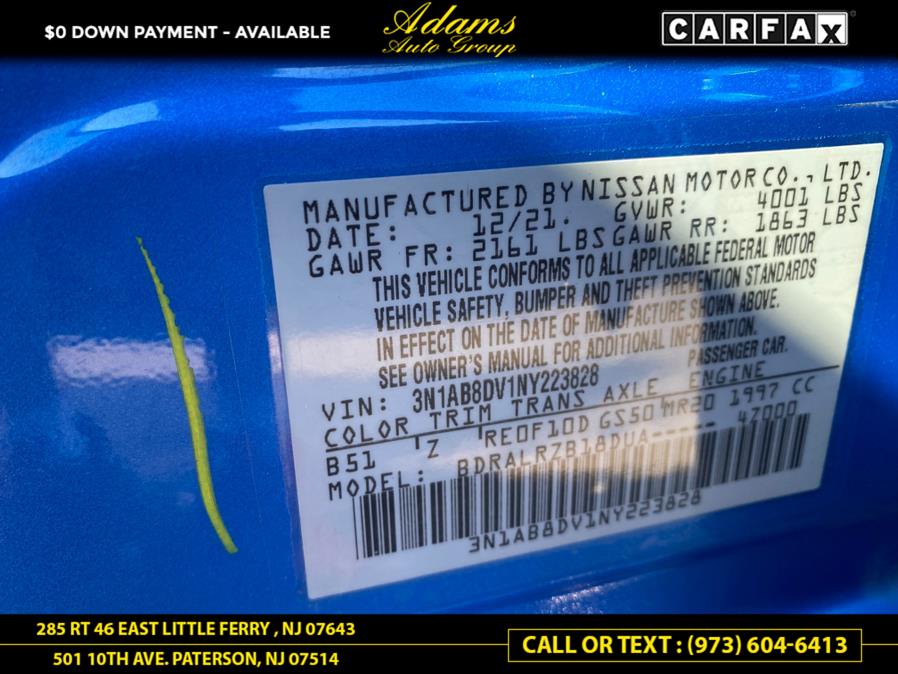 $0 DOWN PAYMENT - AVAILABLE
Adams
Auto Group
CARFAX
MANUFACTURED BY NISSAN MOTOR CO., LTD.
DATE: 12/21. GVWR: 4001 LBS
GAWR FR: 2161 LBS GAWR RR: 1863 LBS
THIS VEHICLE CONFORMS TO ALL APPLICABLE FEDERAL MOTOR
VEHICLE SAFETY, BUMPER AND THEFT PREVENTION STANDARDS
IN EFFECT ON THE DATE OF MANUFACTURE SHOWN ABOVE.
SEE OWNER'S MANUAL FOR ADDITIONAL INFORMATION.
VIN: 3N1AB8DV1NY223828 PASSENGER CAR.
COLOR TRIM TRANS AXLE ENGINE
B51 Z RE0F10D GS50 MR20 1997 CC
MODEL: BDRALRZB18DUA----- 47000
3N1AB8DV1NY223828
285 RT 46 EAST LITTLE FERRY , NJ 07643
501 10TH AVE. PATERSON, NJ 07514
CALL OR TEXT : (973) 604-6413